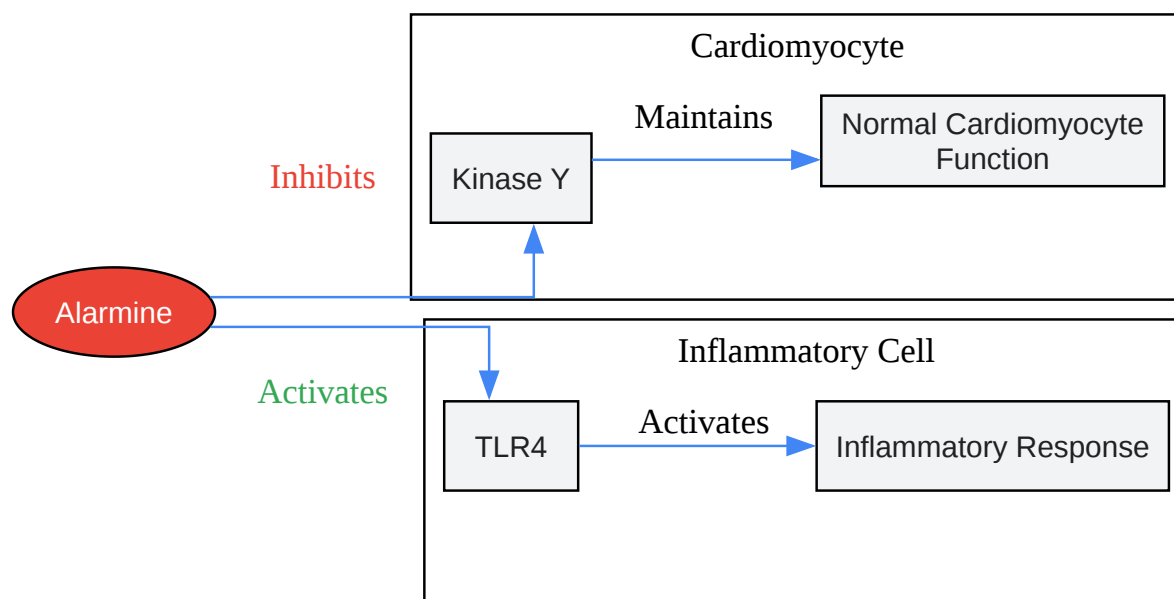 Cardiomyocyte
Maintains
Normal Cardiomyocyte
Function
Inhibits
Kinase Y
Alarmine
Inflammatory Cell
Activates
Activates
TLR4
Inflammatory Response